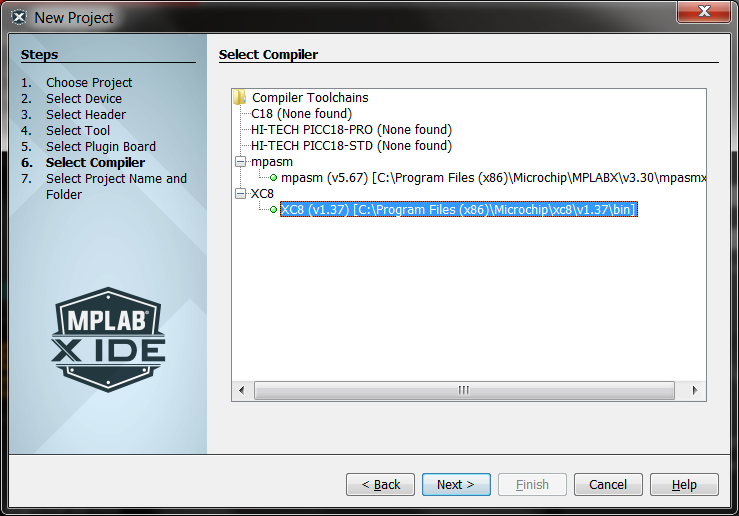 New Project
Steps
1. Choose Project
2. Select Device
3. Select Header
4. Select Tool
5. Select Plugin Board
6. Select Compiler
7. Select Project Name and
Folder
MPLAB®
X IDE
Select Compiler
Compiler Toolchains
C18 (None found)
HI-TECH PICC18-PRO (None found)
HI-TECH PICC18-STD (None found)
mpasm
mpasm (v5.67) [C:\Program Files (x86)\Microchip\MPLABX\v3.30\mpasmx
XC8
XC8 (v1.37) [C:\Program Files (x86)\Microchip\xc8\v1.37\bin]
< Back
Next >
Finish
Cancel
Help